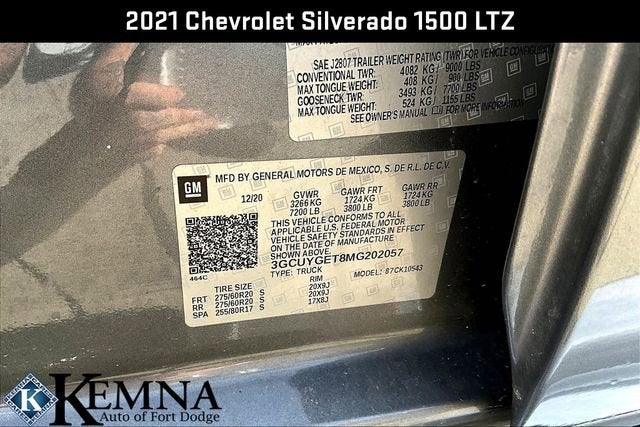 2021 Chevrolet Silverado 1500 LTZ
SAE J2807 TRAILER WEIGHT RATING (TWR) FOR VEHICLE CONFIGURATION
CONVENTIONAL TWR: 4082 KG/ 9000 LBS
MAX TONGUE WEIGHT: 408 KG/ 900 LBS
GOOSENECK TWR: 3493 KG/ 7700 LBS
MAX TONGUE WEIGHT: 524 KG/ 1155 LBS
SEE OWNER'S MANUAL FOR MORE INFORMATION
GM
MFD BY GENERAL MOTORS DE MEXICO, S. DE R.L. DE C.V.
12/20 GVWR GAWR FRT GAWR RR
3266 KG 1724 KG 1724 KG
7200 LB 3800 LB 3800 LB
THIS VEHICLE CONFORMS TO ALL
APPLICABLE U.S. FEDERAL MOTOR
VEHICLE SAFETY STANDARDS IN EFFECT
ON THE DATE OF MANUFACTURE
SHOWN ABOVE.
3GCUYGET8MG202057
464C TYPE: TRUCK MODEL: 87CK10543
TIRE SIZE RIM
FRT 275/60R20 S 20X9J
RR 275/60R20 S 20X9J
SPA 255/80R17 S 17X8J
K KEMNA
Auto of Fort Dodge